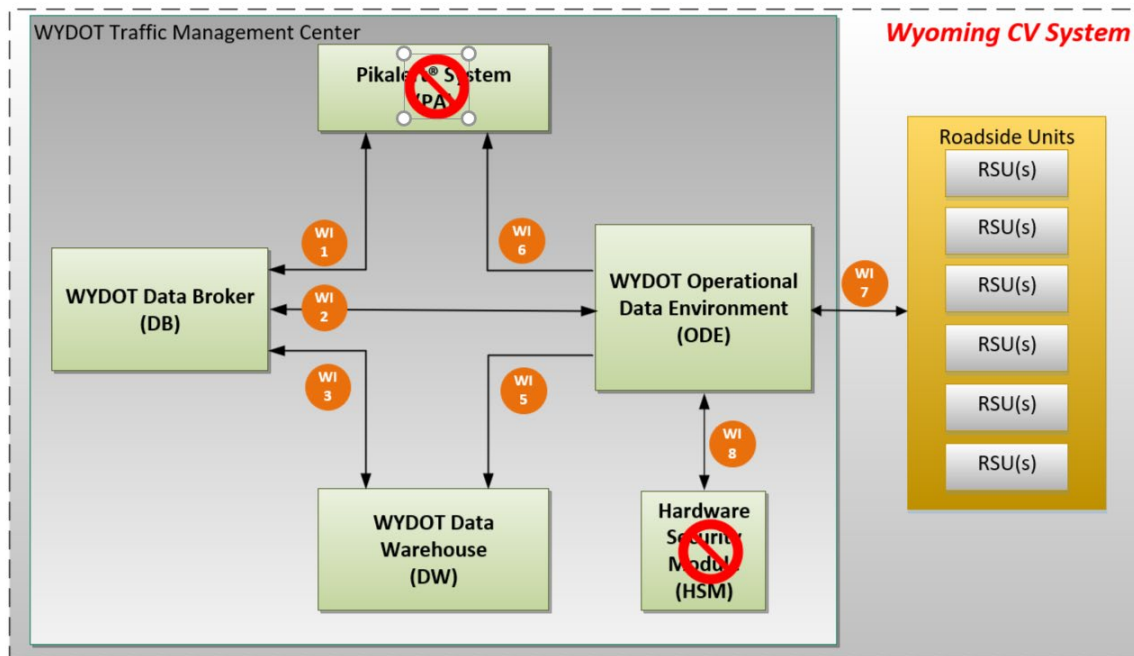 WYDOT Traffic Management Center
Wyoming CV System
Pikalert® System
(PA)
Roadside Units
RSU(s)
RSU(s)
RSU(s)
RSU(s)
RSU(s)
RSU(s)
WI
1
WI
6
WYDOT Data Broker
(DB)
WI
2
WYDOT Operational
Data Environment
(ODE)
WI
7
WI
3
WI
5
WI
8
WYDOT Data
Warehouse
(DW)
Hardware
Security
Module
(HSM)